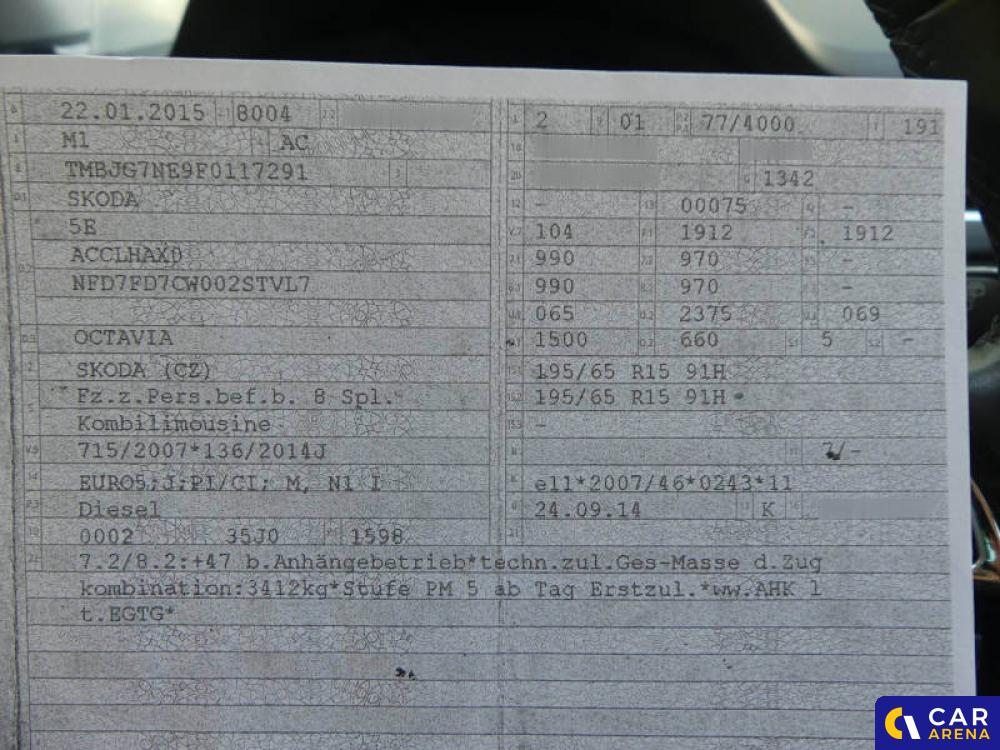 22.01.2015 8004
M1 AC
TMBJG7NE9F0117291
SKODA
5E
ACCLHAX0
NFD7FD7CW002STVL7
OCTAVIA
SKODA (CZ)
Fz.z.Pers.bef.b. 8 Spl.
Kombilimousine
715/2007*136/2014J
EURO5;J;PI/CI; M, N1 I
Diesel
0002 35J0 1598
2 01 77/4000 191
1342
- 00075 -
104 1912 1912
990 970 -
990 970 -
065 2375 069
1500 660 5 -
195/65 R15 91H
195/65 R15 91H
-
-
e11*2007/46*0243*11
24.09.14 K
7.2/8.2:+47 b.Anhängebetrieb*techn.zul.Ges-Masse d.Zug
kombination:3412kg*Stufe PM 5 ab Tag Erstzul.*ww.AHK l
t.EGTG*
CAR
ARENA